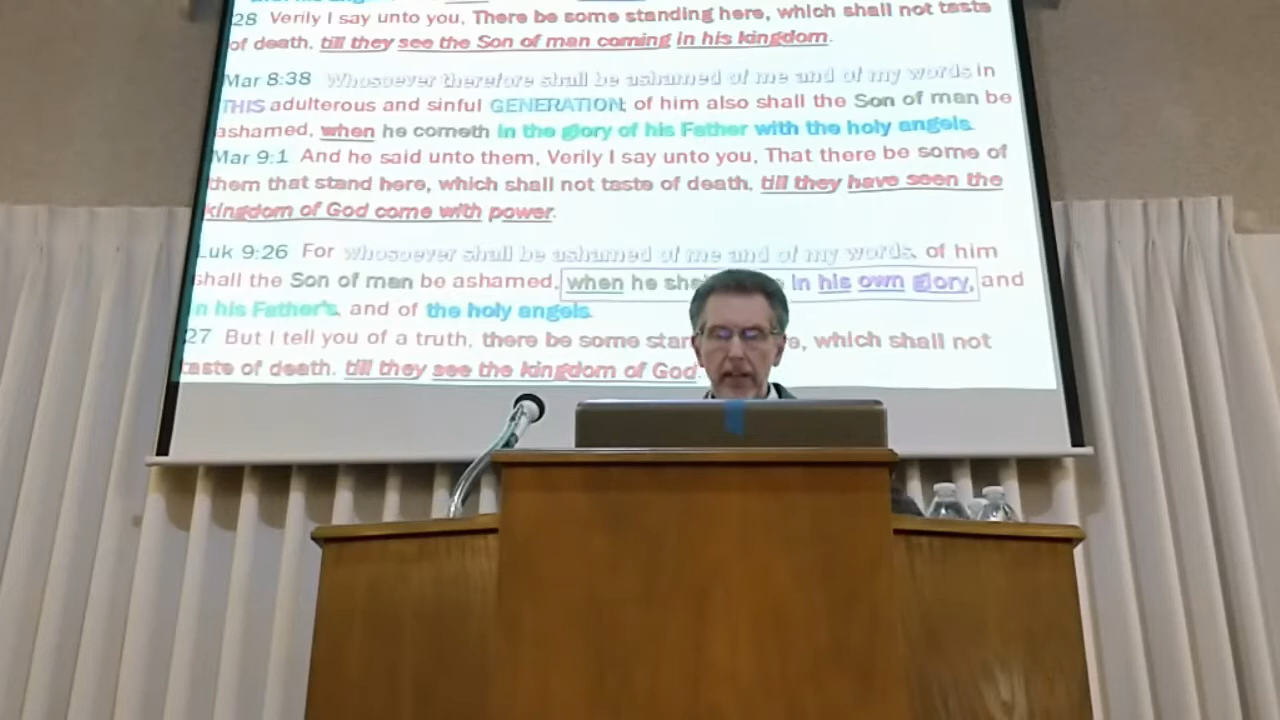 28 Verily I say unto you, There be some standing here, which shall not taste
of death, till they see the Son of man coming in his kingdom.
Mar 8:38 Whosoever therefore shall be ashamed of me and of my words in
THIS adulterous and sinful GENERATION; of him also shall the Son of man be
ashamed, when he cometh in the glory of his Father with the holy angels.
Mar 9:1 And he said unto them, Verily I say unto you, That there be some of
them that stand here, which shall not taste of death, till they have seen the
kingdom of God come with power.
Luk 9:26 For whosoever shall be ashamed of me and of my words, of him
shall the Son of man be ashamed, when he in his own glory, and
in his Father's, and of the holy angels.
27 But I tell you of a truth, there be some which shall not
taste of death, till they see the kingdom of God.